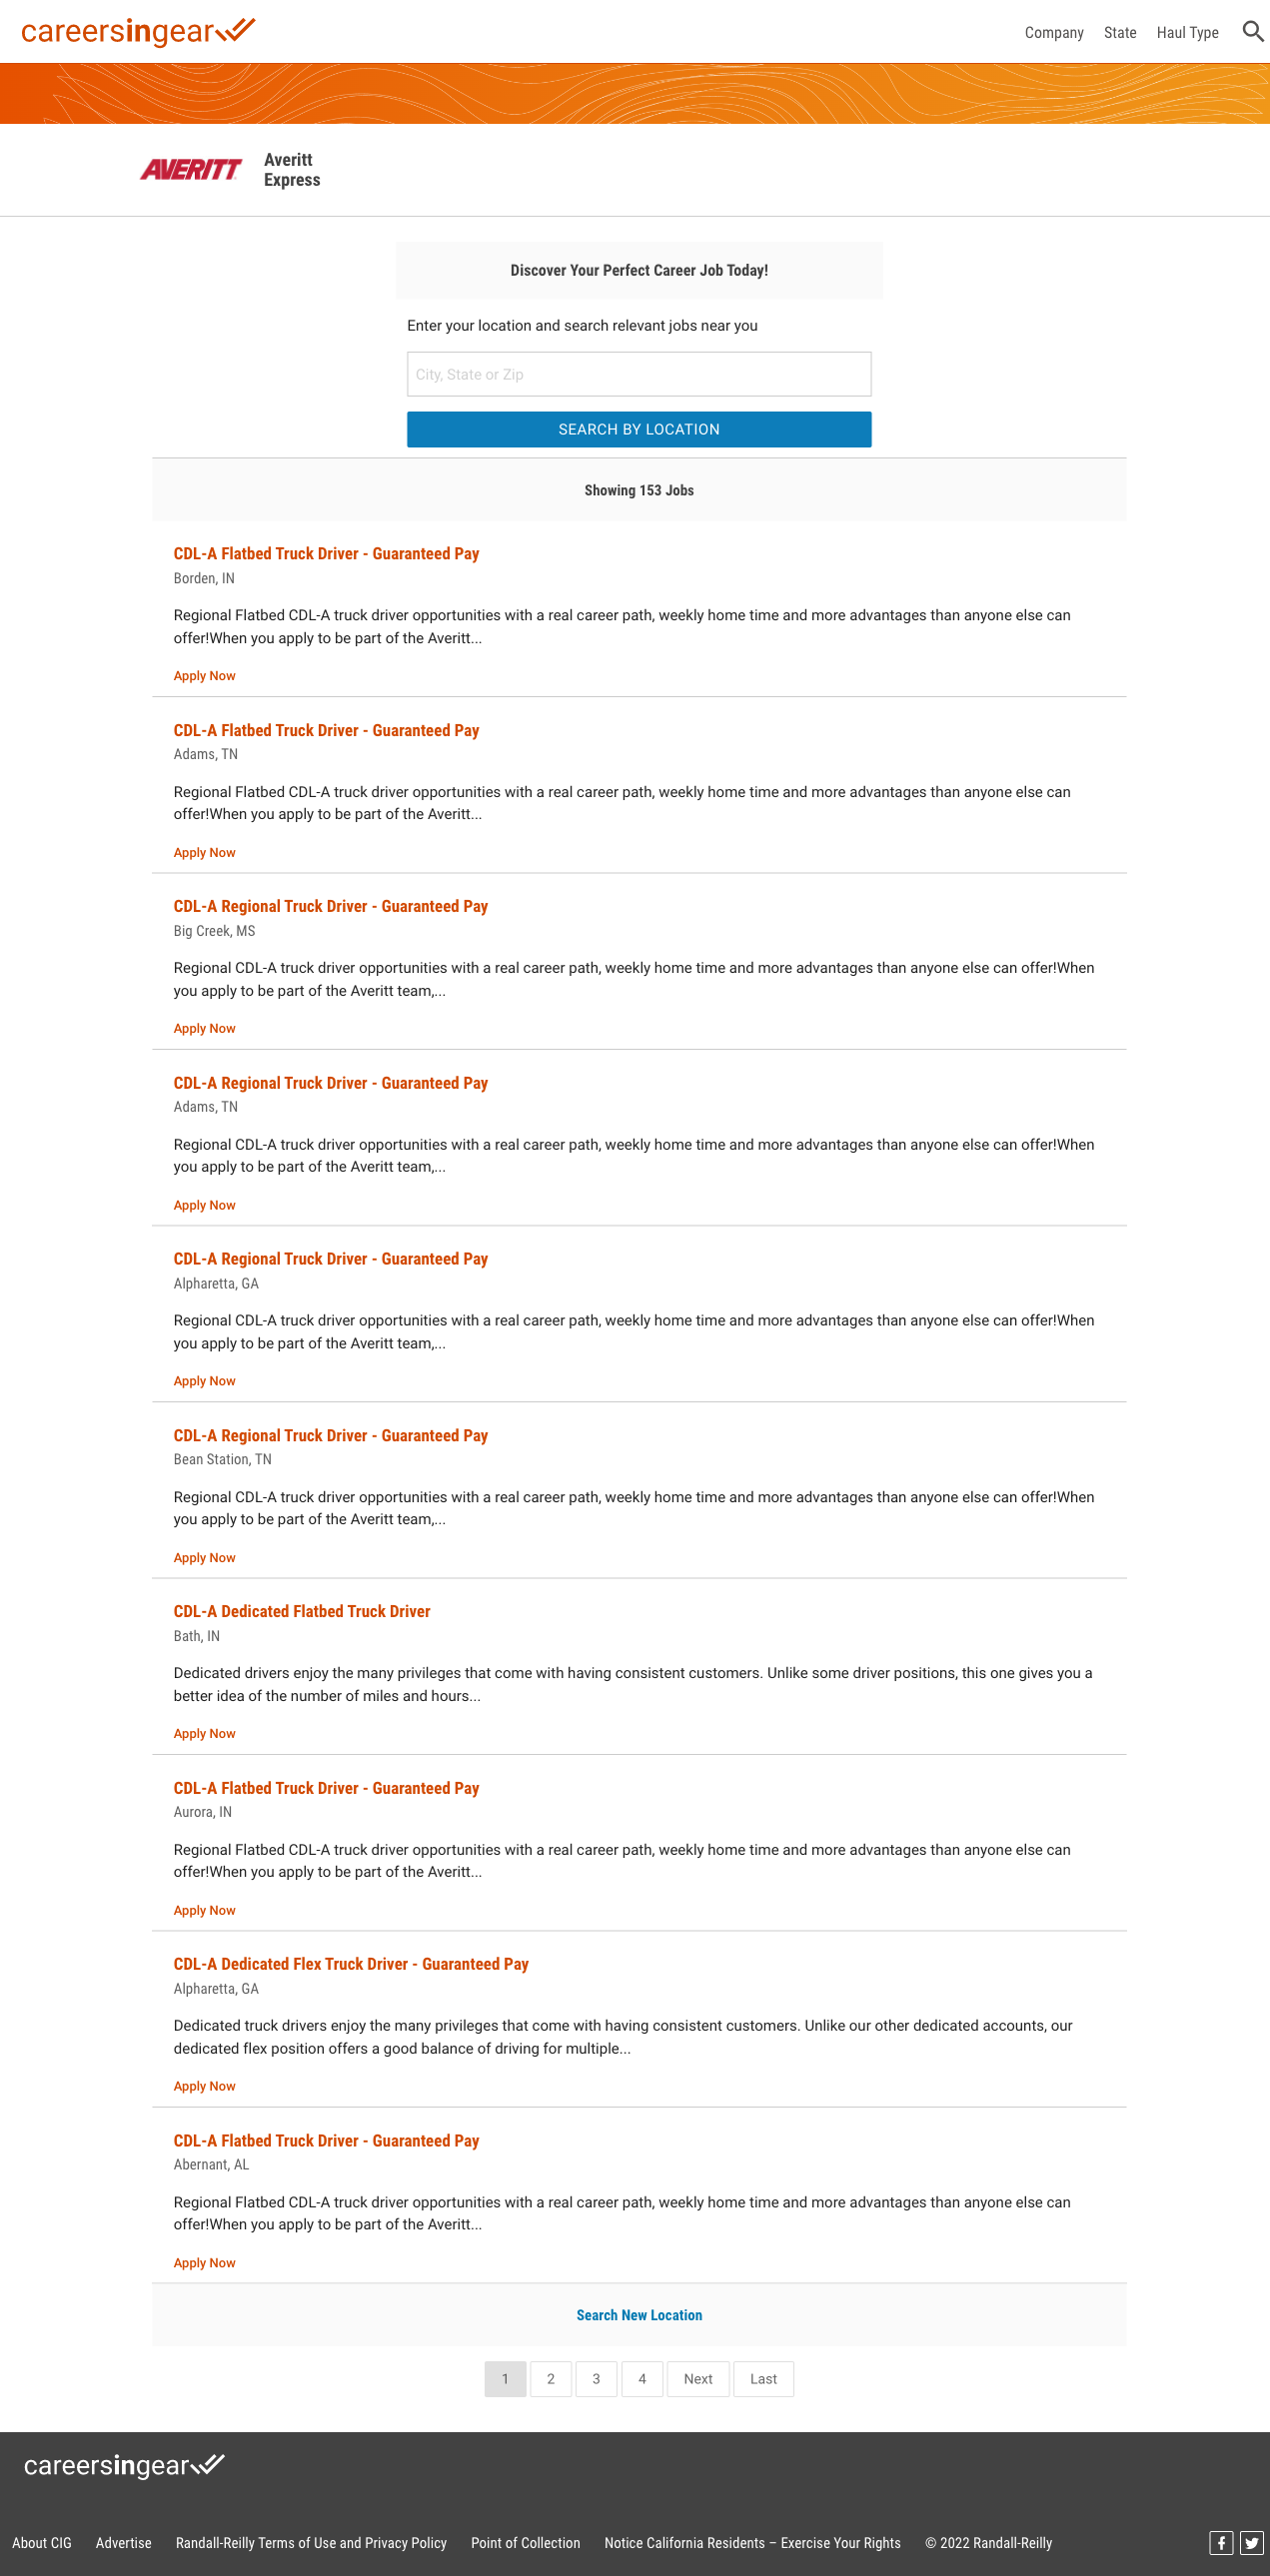 careersingear
Company State Haul Type
AVERITT
Averitt
Express
Discover Your Perfect Career Job Today!
Enter your location and search relevant jobs near you
City, State or Zip
SEARCH BY LOCATION
Showing 153 Jobs
CDL-A Flatbed Truck Driver - Guaranteed Pay
Borden, IN
Regional Flatbed CDL-A truck driver opportunities with a real career path, weekly home time and more advantages than anyone else can
offer!When you apply to be part of the Averitt...
Apply Now
CDL-A Flatbed Truck Driver - Guaranteed Pay
Adams, TN
Regional Flatbed CDL-A truck driver opportunities with a real career path, weekly home time and more advantages than anyone else can
offer!When you apply to be part of the Averitt...
Apply Now
CDL-A Regional Truck Driver - Guaranteed Pay
Big Creek, MS
Regional CDL-A truck driver opportunities with a real career path, weekly home time and more advantages than anyone else can offer!When
you apply to be part of the Averitt team,...
Apply Now
CDL-A Regional Truck Driver - Guaranteed Pay
Adams, TN
Regional CDL-A truck driver opportunities with a real career path, weekly home time and more advantages than anyone else can offer!When
you apply to be part of the Averitt team,...
Apply Now
CDL-A Regional Truck Driver - Guaranteed Pay
Alpharetta, GA
Regional CDL-A truck driver opportunities with a real career path, weekly home time and more advantages than anyone else can offer!When
you apply to be part of the Averitt team,...
Apply Now
CDL-A Regional Truck Driver - Guaranteed Pay
Bean Station, TN
Regional CDL-A truck driver opportunities with a real career path, weekly home time and more advantages than anyone else can offer!When
you apply to be part of the Averitt team,...
Apply Now
CDL-A Dedicated Flatbed Truck Driver
Bath, IN
Dedicated drivers enjoy the many privileges that come with having consistent customers. Unlike some driver positions, this one gives you a
better idea of the number of miles and hours...
Apply Now
CDL-A Flatbed Truck Driver - Guaranteed Pay
Aurora, IN
Regional Flatbed CDL-A truck driver opportunities with a real career path, weekly home time and more advantages than anyone else can
offer!When you apply to be part of the Averitt...
Apply Now
CDL-A Dedicated Flex Truck Driver - Guaranteed Pay
Alpharetta, GA
Dedicated truck drivers enjoy the many privileges that come with having consistent customers. Unlike our other dedicated accounts, our
dedicated flex position offers a good balance of driving for multiple...
Apply Now
CDL-A Flatbed Truck Driver - Guaranteed Pay
Abernant, AL
Regional Flatbed CDL-A truck driver opportunities with a real career path, weekly home time and more advantages than anyone else can
offer!When you apply to be part of the Averitt...
Apply Now
Search New Location
1 2 3 4 Next Last
careersingear
About CIG Advertise Randall-Reilly Terms of Use and Privacy Policy Point of Collection Notice California Residents – Exercise Your Rights © 2022 Randall-Reilly